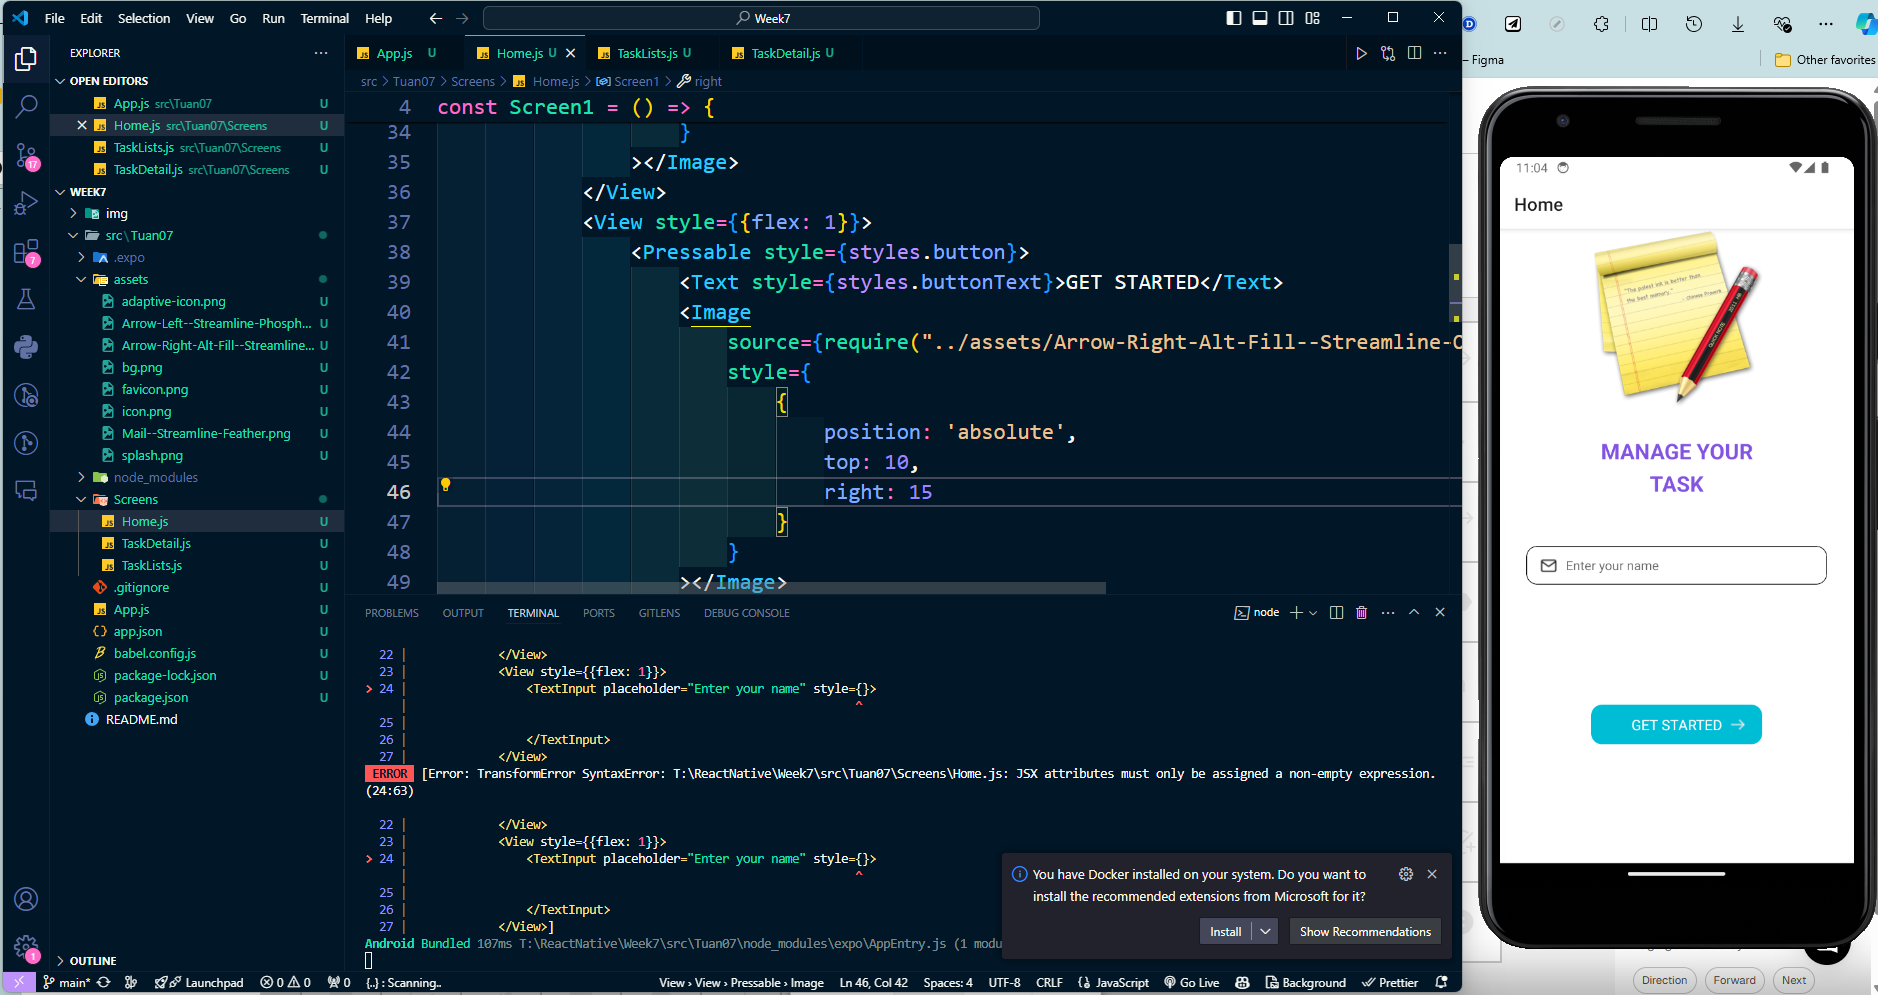 File Edit Selection View Go Run Terminal Help
Week7
EXPLORER
OPEN EDITORS
App.js src\Tuan07 U
Home.js src\Tuan07\Screens U
TaskLists.js src\Tuan07\Screens U
TaskDetail.js src\Tuan07\Screens U
WEEK7
img
src\Tuan07
.expo
assets
adaptive-icon.png U
Arrow-Left--Streamline-Phosph... U
Arrow-Right-Alt-Fill--Streamline... U
bg.png U
favicon.png U
icon.png U
Mail--Streamline-Feather.png U
splash.png U
node_modules
Screens
Home.js U
TaskDetail.js U
TaskLists.js U
.gitignore U
App.js U
app.json U
babel.config.js U
package-lock.json U
package.json U
README.md
OUTLINE
17
7
1
App.js U Home.js U TaskLists.js U TaskDetail.js U
src > Tuan07 > Screens > Home.js > Screen1 > right
4 const Screen1 = () => {
34 }
35 ></Image>
36 </View>
37 <View style={{flex: 1}}>
38 <Pressable style={styles.button}>
39 <Text style={styles.buttonText}>GET STARTED</Text>
40 <Image
41 source={require("../assets/Arrow-Right-Alt-Fill--Streamline-
42 style={
43 {
44 position: 'absolute',
45 top: 10,
46 right: 15
47 }
48 }
49 ></Image>
PROBLEMS OUTPUT TERMINAL PORTS GITLENS DEBUG CONSOLE
node
22 | </View>
23 | <View style={{flex: 1}}>
> 24 | <TextInput placeholder="Enter your name" style={}>
| ^
25 |
26 | </TextInput>
27 | </View>
ERROR [Error: TransformError SyntaxError: T:\ReactNative\Week7\src\Tuan07\Screens\Home.js: JSX attributes must only be assigned a non-empty expression.
(24:63)
22 | </View>
23 | <View style={{flex: 1}}>
> 24 | <TextInput placeholder="Enter your name" style={}>
| ^
25 |
26 | </TextInput>
27 | </View>]
Android Bundled 107ms T:\ReactNative\Week7\src\Tuan07\node_modules\expo\AppEntry.js (1 modu
You have Docker installed on your system. Do you want to
install the recommended extensions from Microsoft for it?
Install Show Recommendations
main* Launchpad 0 0 0 {..} : Scanning.. View › View › Pressable › Image Ln 46, Col 42 Spaces: 4 UTF-8 CRLF JavaScript Go Live Background Prettier
– Figma
Other favorites
11:04
Home
MANAGE YOUR
TASK
Enter your name
GET STARTED
Direction Forward Next